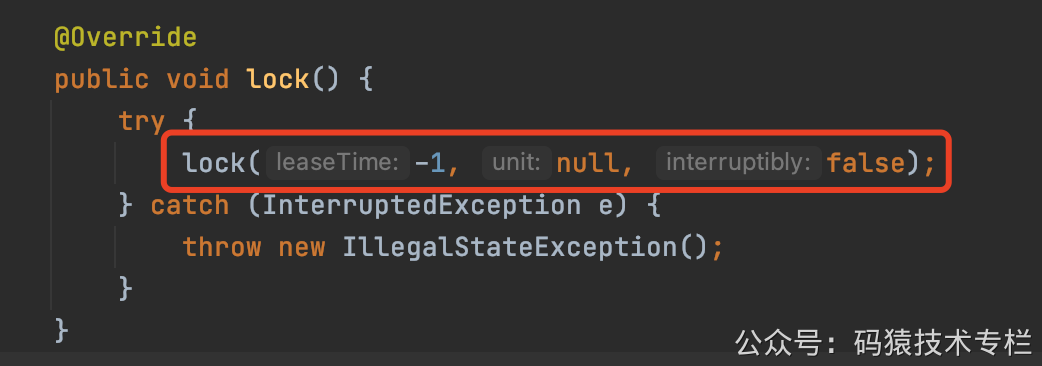 @Override
public void lock() {
try {
lock( leaseTime: -1, unit: null, interruptibly: false);
} catch (InterruptedException e) {
throw new IllegalStateException();
}
}
公众号：码猿技术专栏